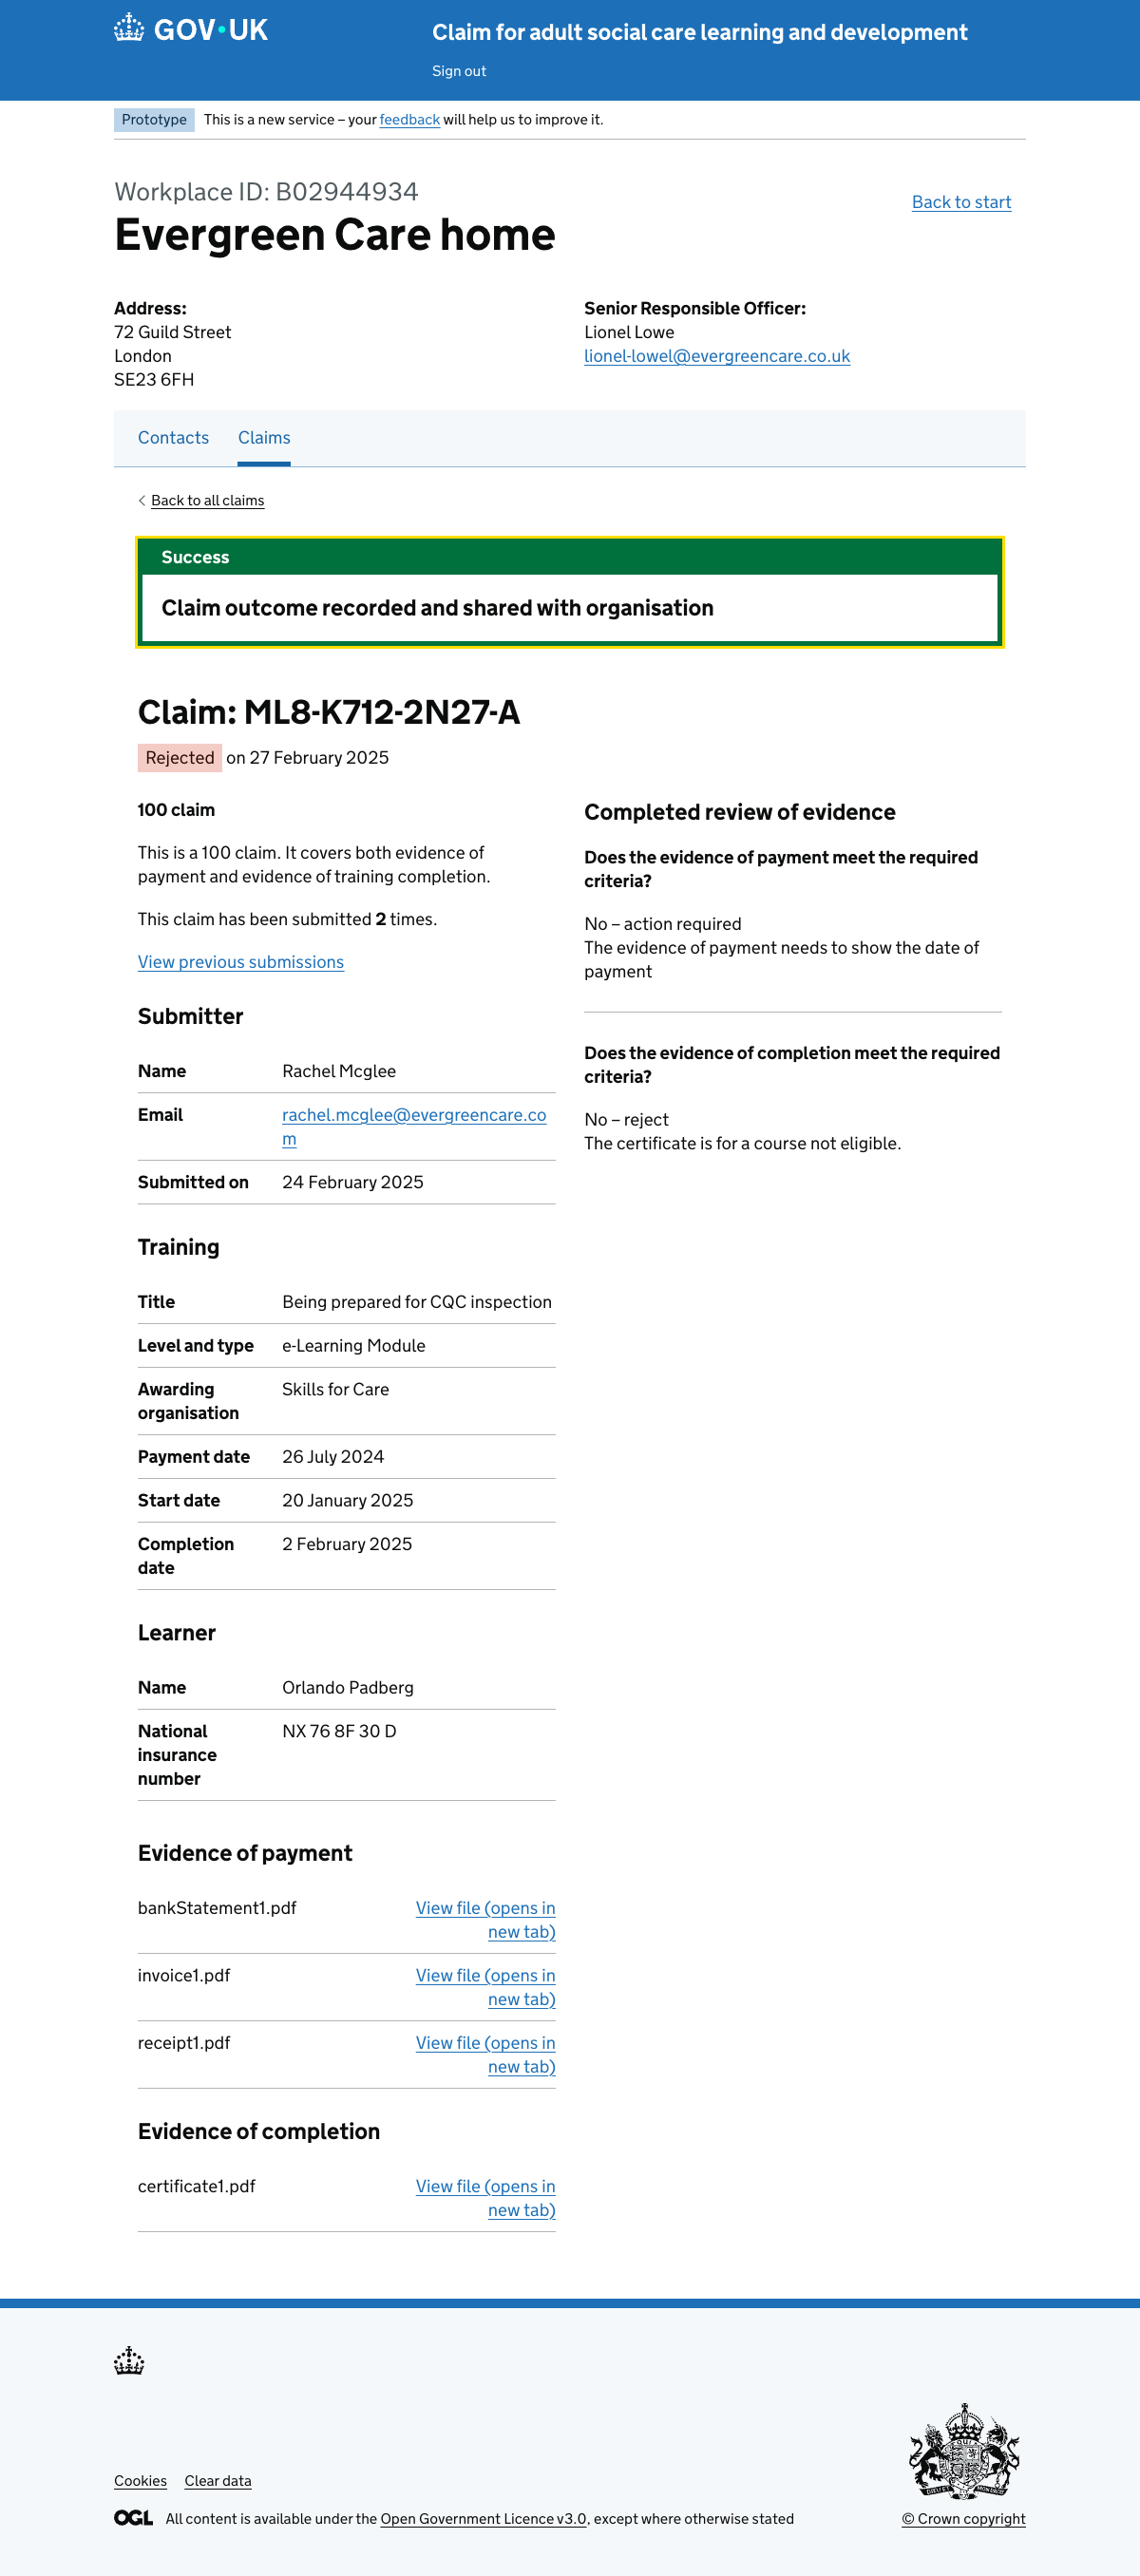 GOV·UK
Claim for adult social care learning and development
Sign out
Prototype This is a new service – your feedback will help us to improve it.
Workplace ID: B02944934
Evergreen Care home
Back to start
Address:
72 Guild Street
London
SE23 6FH
Senior Responsible Officer:
Lionel Lowe
lionel-lowel@evergreencare.co.uk
Contacts Claims
Back to all claims
Success
Claim outcome recorded and shared with organisation
Claim: ML8-K712-2N27-A
Rejected on 27 February 2025
100 claim
This is a 100 claim. It covers both evidence of
payment and evidence of training completion.
This claim has been submitted 2 times.
View previous submissions
Submitter
Name Rachel Mcglee
Email rachel.mcglee@evergreencare.co
m
Submitted on 24 February 2025
Training
Title Being prepared for CQC inspection
Level and type e-Learning Module
Awarding Skills for Care
organisation
Payment date 26 July 2024
Start date 20 January 2025
Completion 2 February 2025
date
Learner
Name Orlando Padberg
National NX 76 8F 30 D
insurance
number
Evidence of payment
bankStatement1.pdf View file (opens in
new tab)
invoice1.pdf View file (opens in
new tab)
receipt1.pdf View file (opens in
new tab)
Evidence of completion
certificate1.pdf View file (opens in
new tab)
Completed review of evidence
Does the evidence of payment meet the required
criteria?
No – action required
The evidence of payment needs to show the date of
payment
Does the evidence of completion meet the required
criteria?
No – reject
The certificate is for a course not eligible.
Cookies Clear data
OGL All content is available under the Open Government Licence v3.0, except where otherwise stated
© Crown copyright